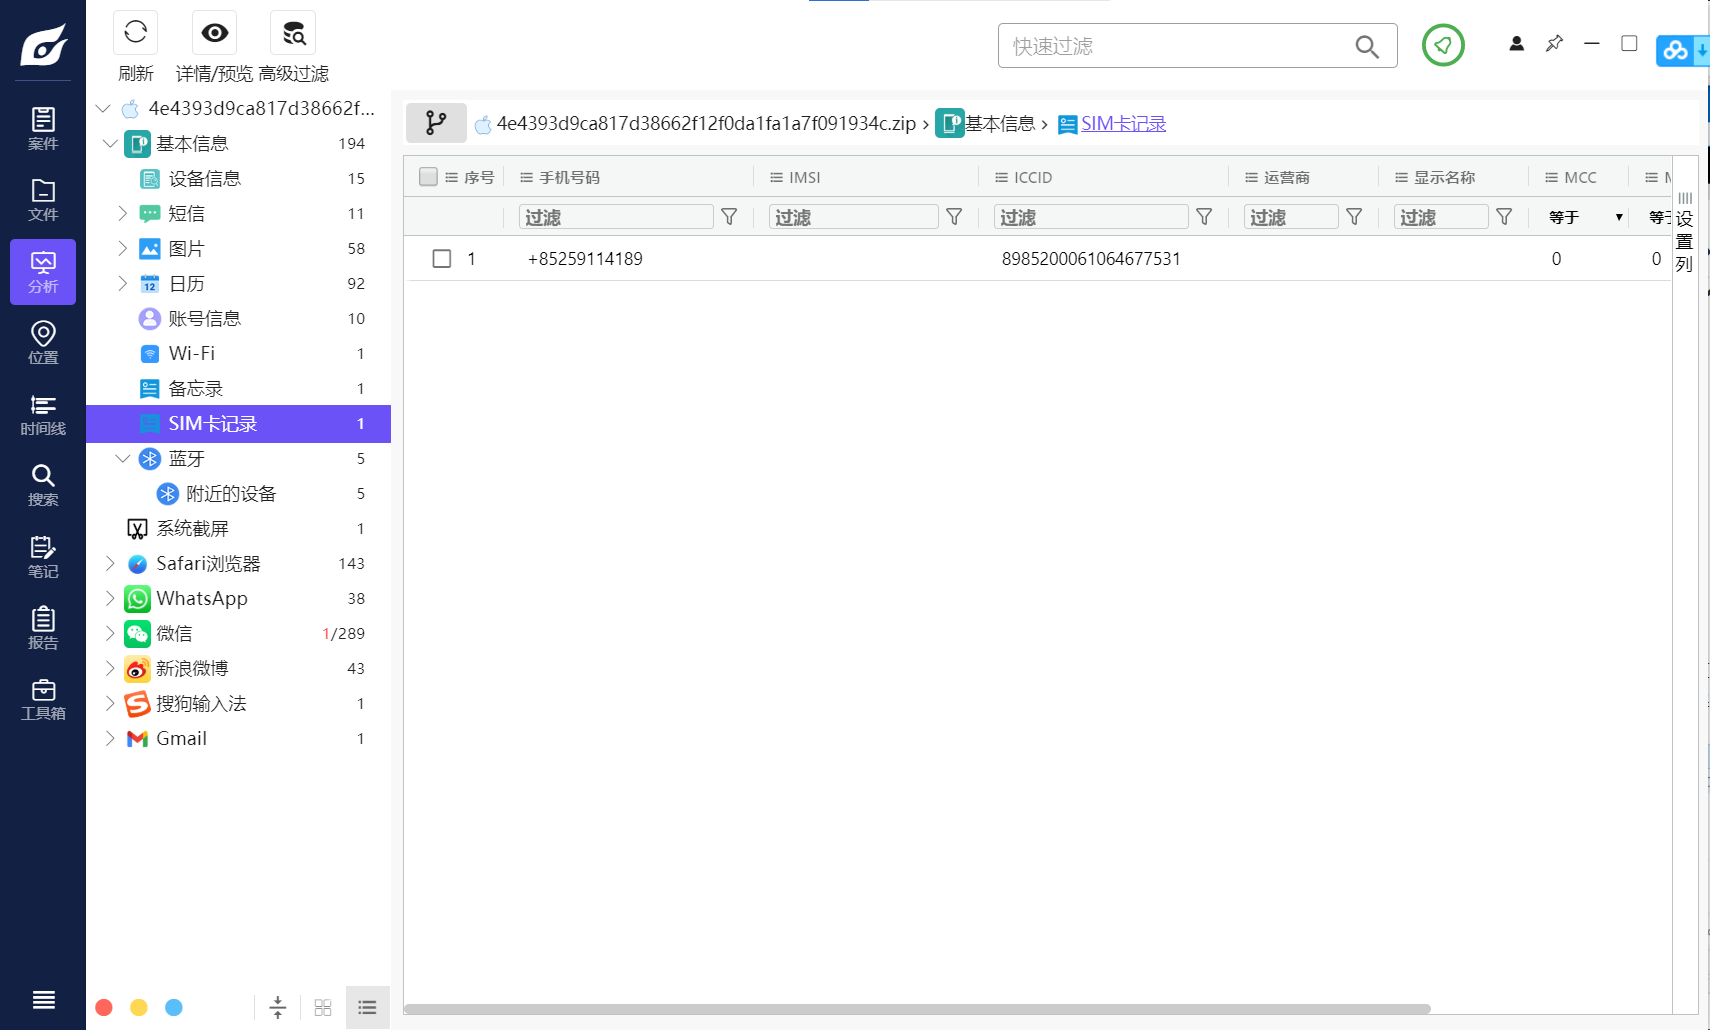 刷新
详情/预览
高级过滤
快速过滤
案件
文件
分析
位置
时间线
搜索
笔记
报告
工具箱
4e4393d9ca817d38662f...
基本信息 194
设备信息 15
短信 11
图片 58
12 日历 92
账号信息 10
Wi-Fi 1
备忘录 1
SIM卡记录 1
蓝牙 5
附近的设备 5
系统截屏 1
Safari浏览器 143
WhatsApp 38
微信 1/289
新浪微博 43
搜狗输入法 1
Gmail 1
4e4393d9ca817d38662f12f0da1fa1a7f091934c.zip › 基本信息 › SIM卡记录
序号 手机号码 IMSI ICCID 运营商 显示名称 MCC
过滤 过滤 过滤 过滤 过滤 等于 等于
1 +85259114189 8985200061064677531 0 0
设置列